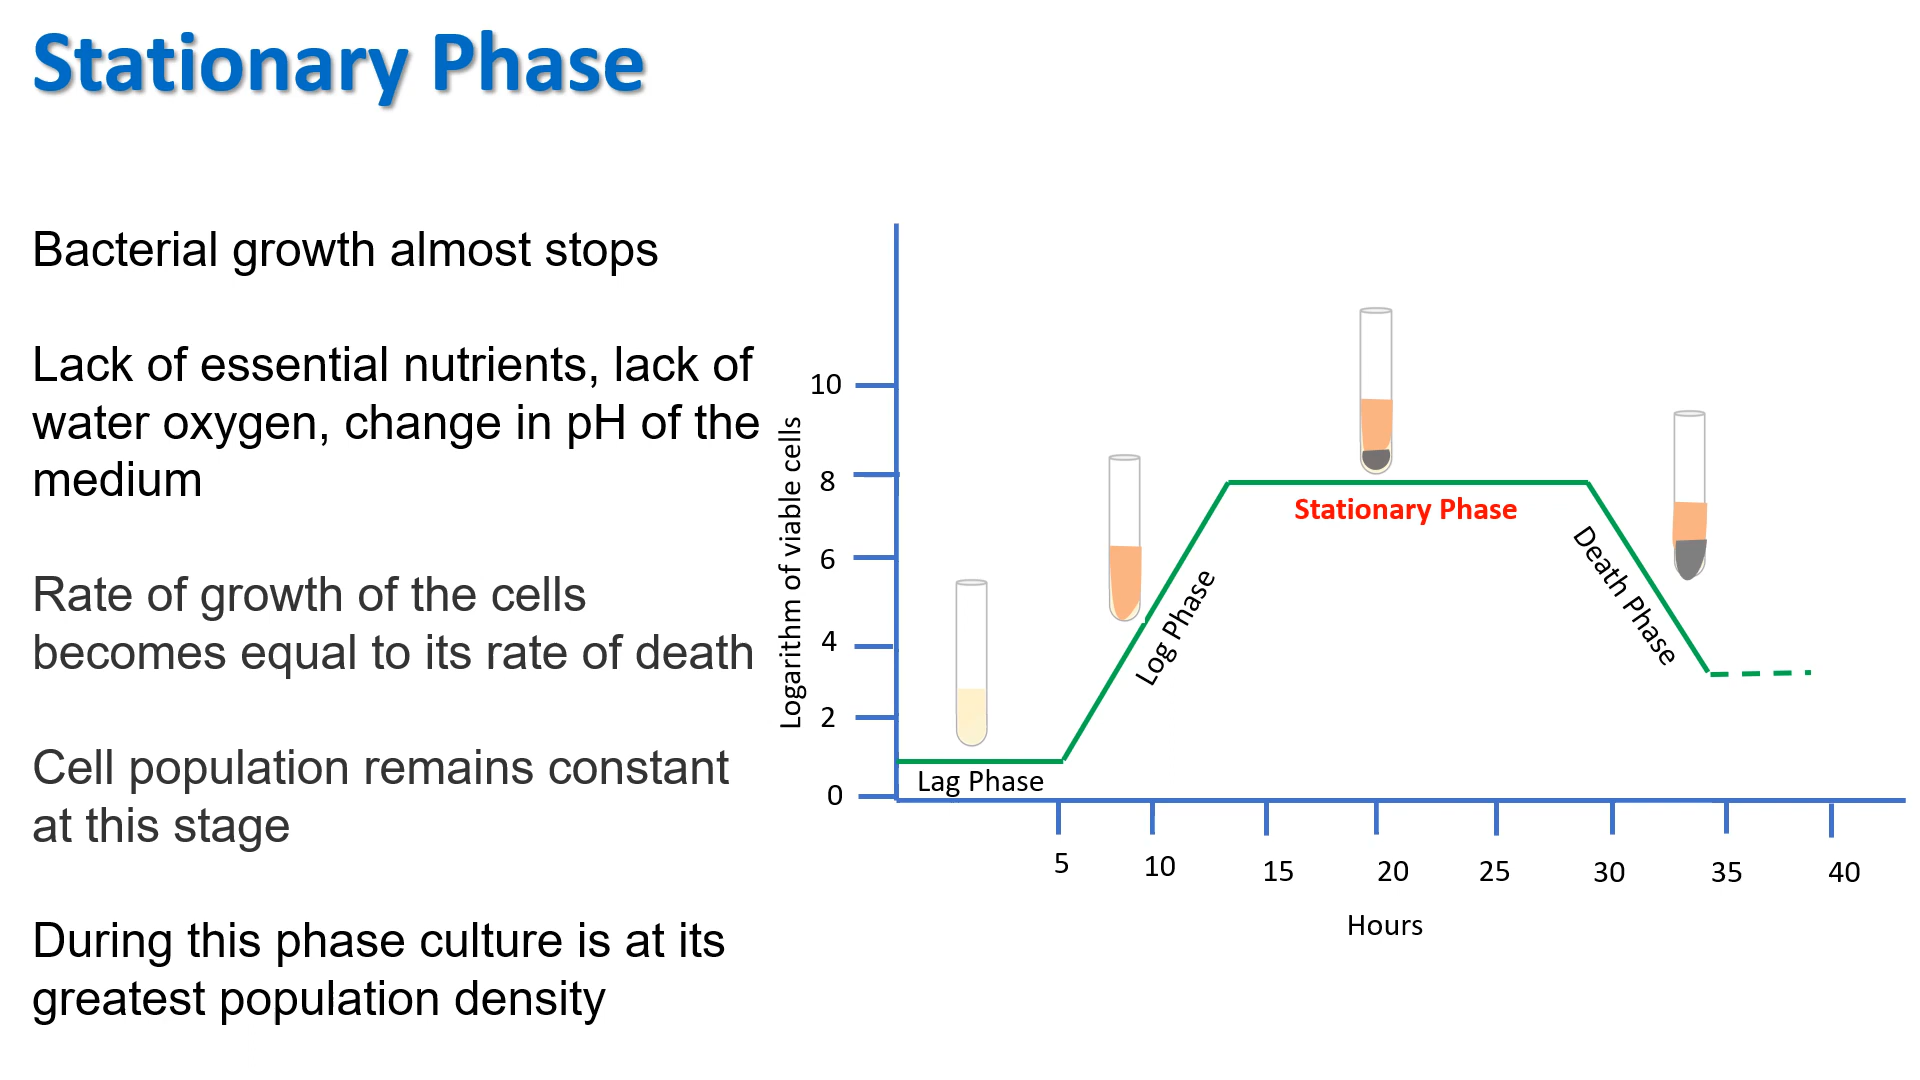 Stationary Phase
Bacterial growth almost stops
Lack of essential nutrients, lack of
water oxygen, change in pH of the
medium
Rate of growth of the cells
becomes equal to its rate of death
Cell population remains constant
at this stage
During this phase culture is at its
greatest population density
Logarithm of viable cells
10
8
6
4
2
0
Lag Phase
Log Phase
Stationary Phase
Death Phase
5 10 15 20 25 30 35 40
Hours